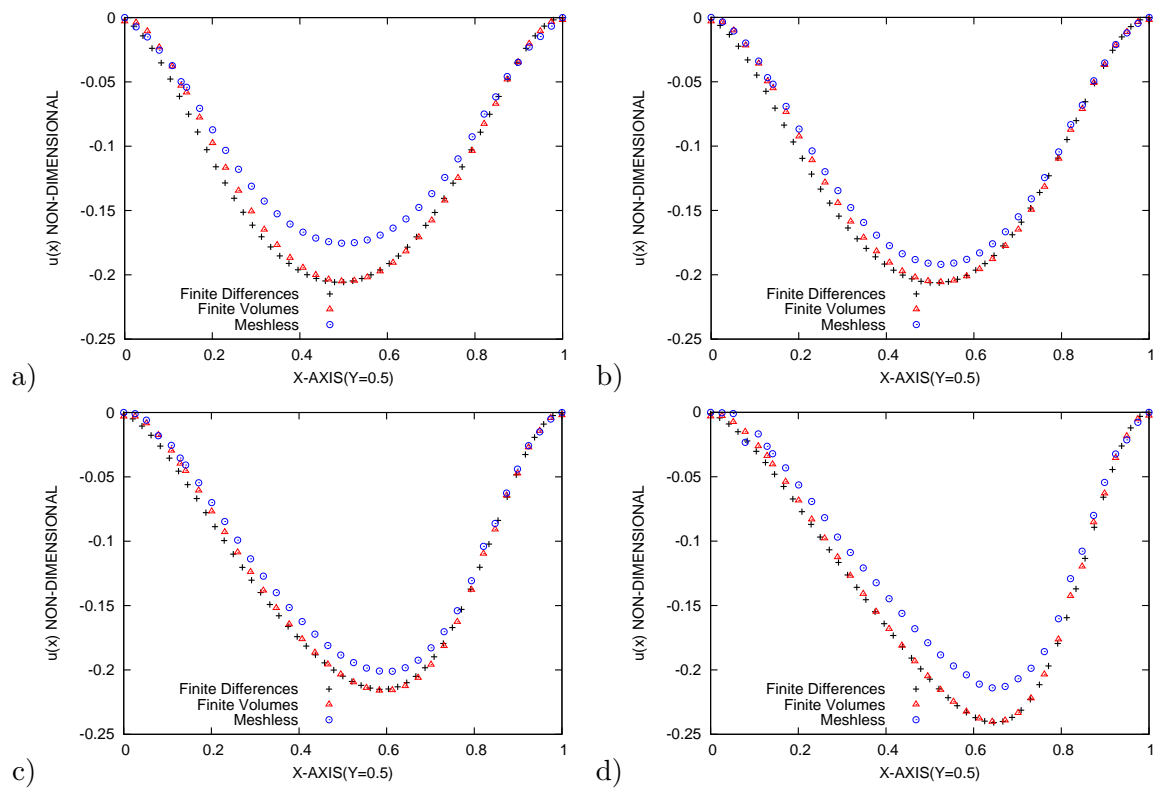 0
-0.05
-0.1
-0.15
-0.2
-0.25
0 0.2 0.4 0.6 0.8 1
u(x) NON-DIMENSIONAL
X-AXIS(Y=0.5)
Finite Differences
Finite Volumes
Meshless
a)
0
-0.05
-0.1
-0.15
-0.2
-0.25
0 0.2 0.4 0.6 0.8 1
u(x) NON-DIMENSIONAL
X-AXIS(Y=0.5)
Finite Differences
Finite Volumes
Meshless
b)
0
-0.05
-0.1
-0.15
-0.2
-0.25
0 0.2 0.4 0.6 0.8 1
u(x) NON-DIMENSIONAL
X-AXIS(Y=0.5)
Finite Differences
Finite Volumes
Meshless
c)
0
-0.05
-0.1
-0.15
-0.2
-0.25
0 0.2 0.4 0.6 0.8 1
u(x) NON-DIMENSIONAL
X-AXIS(Y=0.5)
Finite Differences
Finite Volumes
Meshless
d)